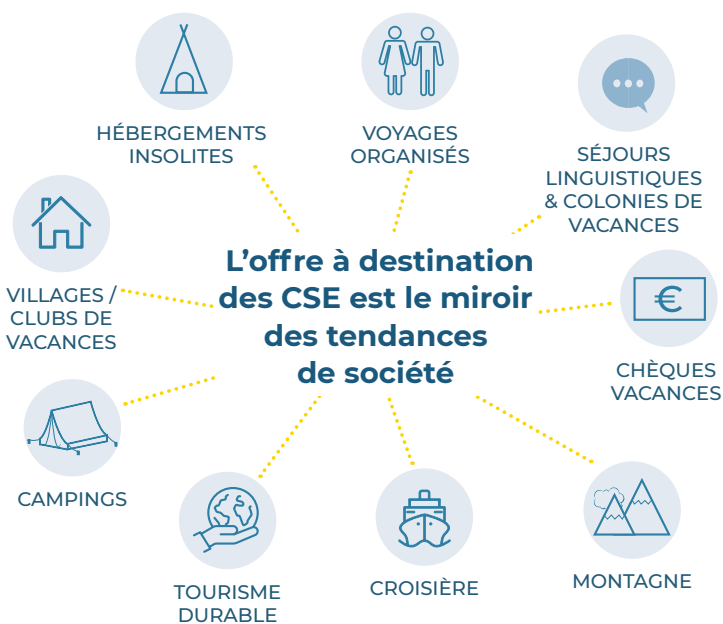 HÉBERGEMENTS
INSOLITES
VOYAGES
ORGANISÉS
SÉJOURS
LINGUISTIQUES
& COLONIES DE
VACANCES
VILLAGES /
CLUBS DE
VACANCES
L'offre à destination
des CSE est le miroir
des tendances
de société
€
CHÈQUES
VACANCES
CAMPINGS
TOURISME
DURABLE
CROISIÈRE
MONTAGNE